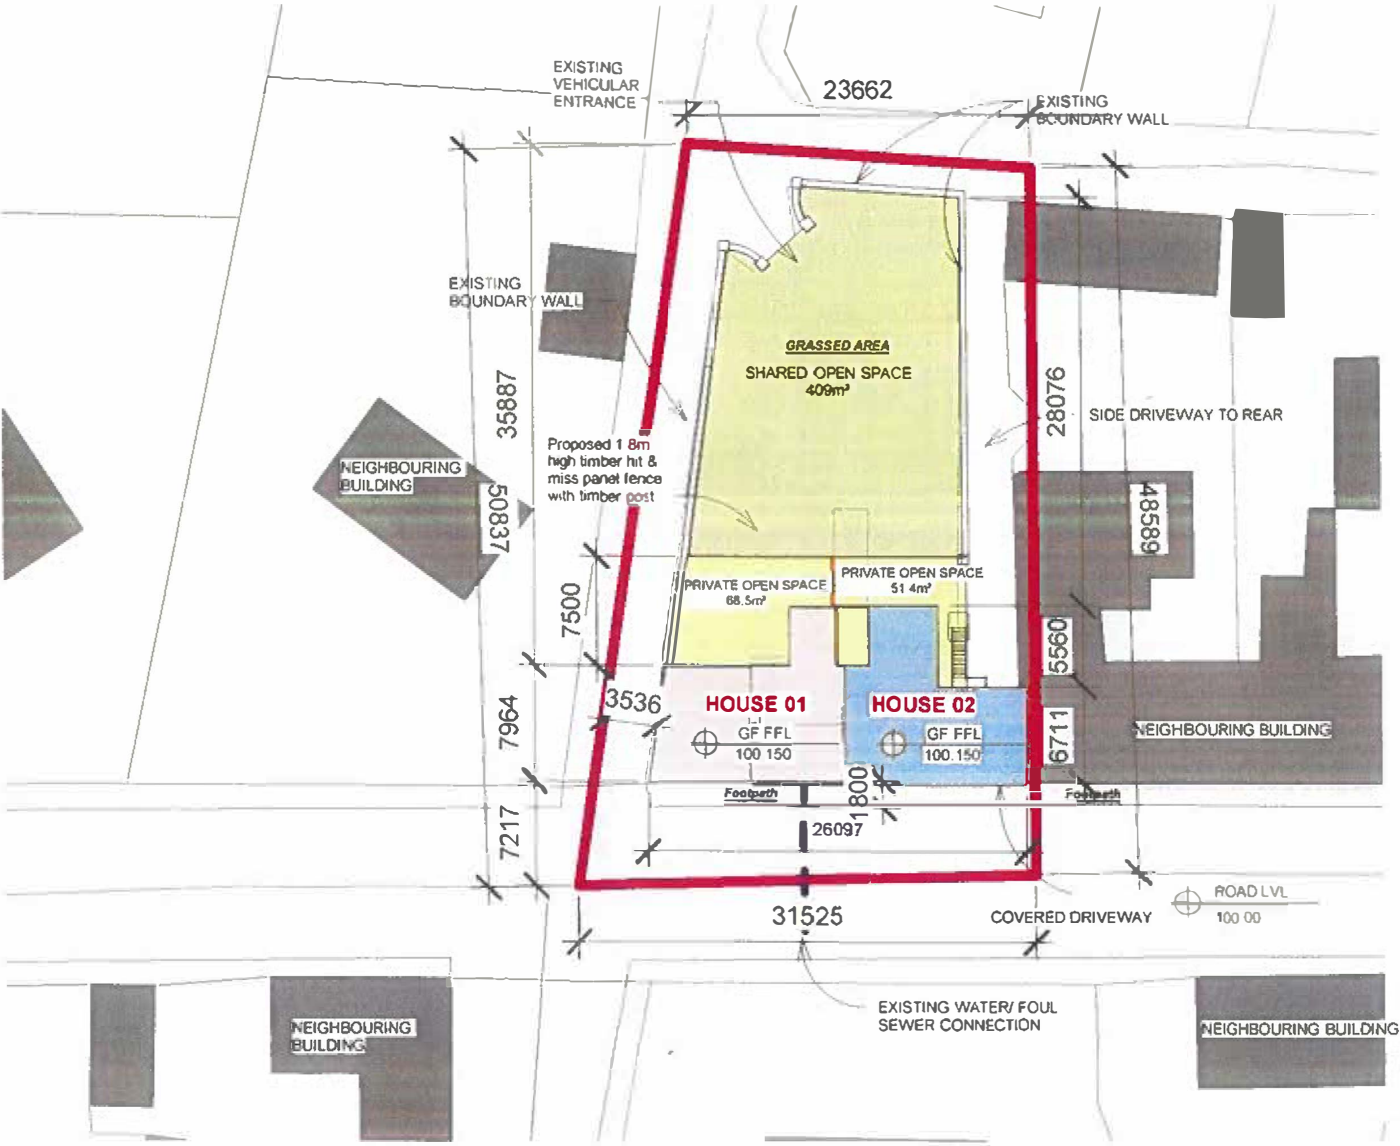 EXISTING
VEHICULAR
ENTRANCE
23662
EXISTING
BOUNDARY WALL
EXISTING
BOUNDARY WALL
GRASSED AREA
SHARED OPEN SPACE
409m²
35887
28076
SIDE DRIVEWAY TO REAR
Proposed 1 8m
high timber hit &
miss panel fence
with timber post
NEIGHBOURING
BUILDING
50837
48589
PRIVATE OPEN SPACE
68.5m²
PRIVATE OPEN SPACE
51 4m²
7500
5560
3536
HOUSE 01
HOUSE 02
GF FFL
100 150
GF FFL
100.150
7964
6711
NEIGHBOURING BUILDING
Footpath
1800
Footpath
7217
26097
31525
COVERED DRIVEWAY
ROAD LVL
100 00
EXISTING WATER/ FOUL
SEWER CONNECTION
NEIGHBOURING
BUILDING
NEIGHBOURING BUILDING